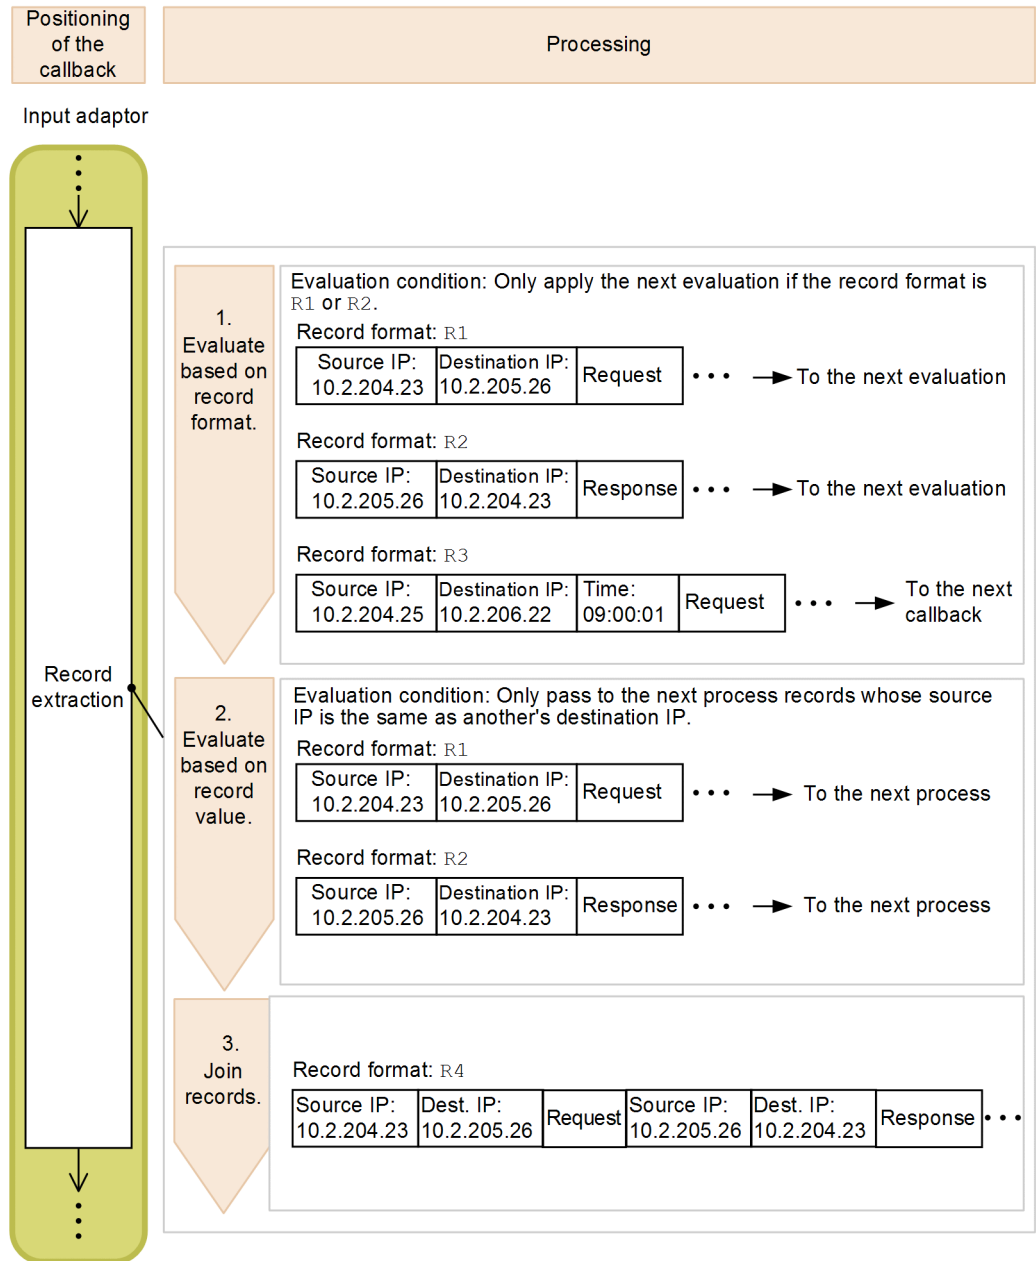 Positioning
of the
callback
Processing
Input adaptor
Record
extraction
1.
Evaluate
based on
record
format.
Evaluation condition: Only apply the next evaluation if the record format is
R1 or R2.
Record format: R1
Source IP:
10.2.204.23
Destination IP:
10.2.205.26
Request
To the next evaluation
Record format: R2
Source IP:
10.2.205.26
Destination IP:
10.2.204.23
Response
To the next evaluation
Record format: R3
Source IP:
10.2.204.25
Destination IP:
10.2.206.22
Time:
09:00:01
Request
To the next
callback
2.
Evaluate
based on
record
value.
Evaluation condition: Only pass to the next process records whose source
IP is the same as another's destination IP.
Record format: R1
Source IP:
10.2.204.23
Destination IP:
10.2.205.26
Request
To the next process
Record format: R2
Source IP:
10.2.205.26
Destination IP:
10.2.204.23
Response
To the next process
3.
Join
records.
Record format: R4
Source IP:
10.2.204.23
Dest. IP:
10.2.205.26
Request
Source IP:
10.2.205.26
Dest. IP:
10.2.204.23
Response